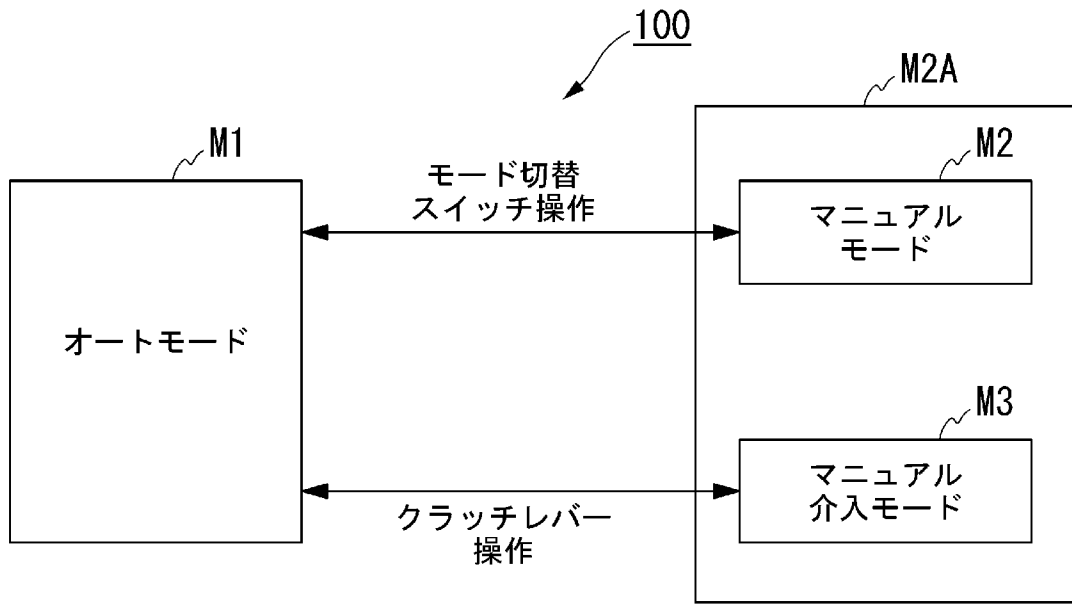 100
M2A
M1
M2
モード切替
スイッチ操作
マニュアル
モード
オートモード
M3
マニュアル
介入モード
クラッチレバー
操作